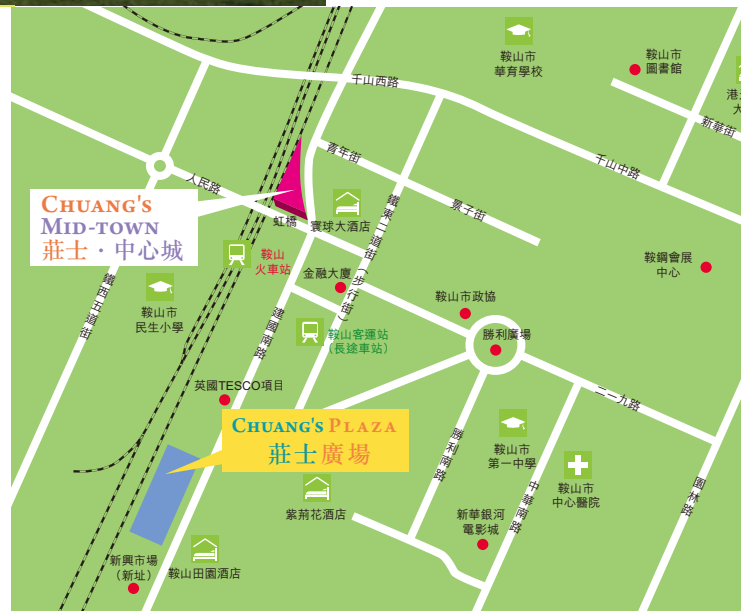 鞍山市
華育學校
鞍山市
圖書館
千山西路
新華街
千山中路
青年街
人民路
景子街
CHUANG'S
MID-TOWN
莊士·中心城
虹橋
寰球大酒店
鐵東二道街(步行街)
鞍山
火車站
金融大廈
鞍鋼會展
中心
鐵西五道街
鞍山市
民生小學
建國南路
鞍山市政協
鞍山客運站
(長途車站)
勝利廣場
英國TESCO項目
二一九路
CHUANG'S PLAZA
莊士廣場
勝利南路
鞍山市
第一中學
鞍山市
中心醫院
中華南路
園林路
紫荊花酒店
新華銀河
電影城
新興市場
(新址)
鞍山田園酒店